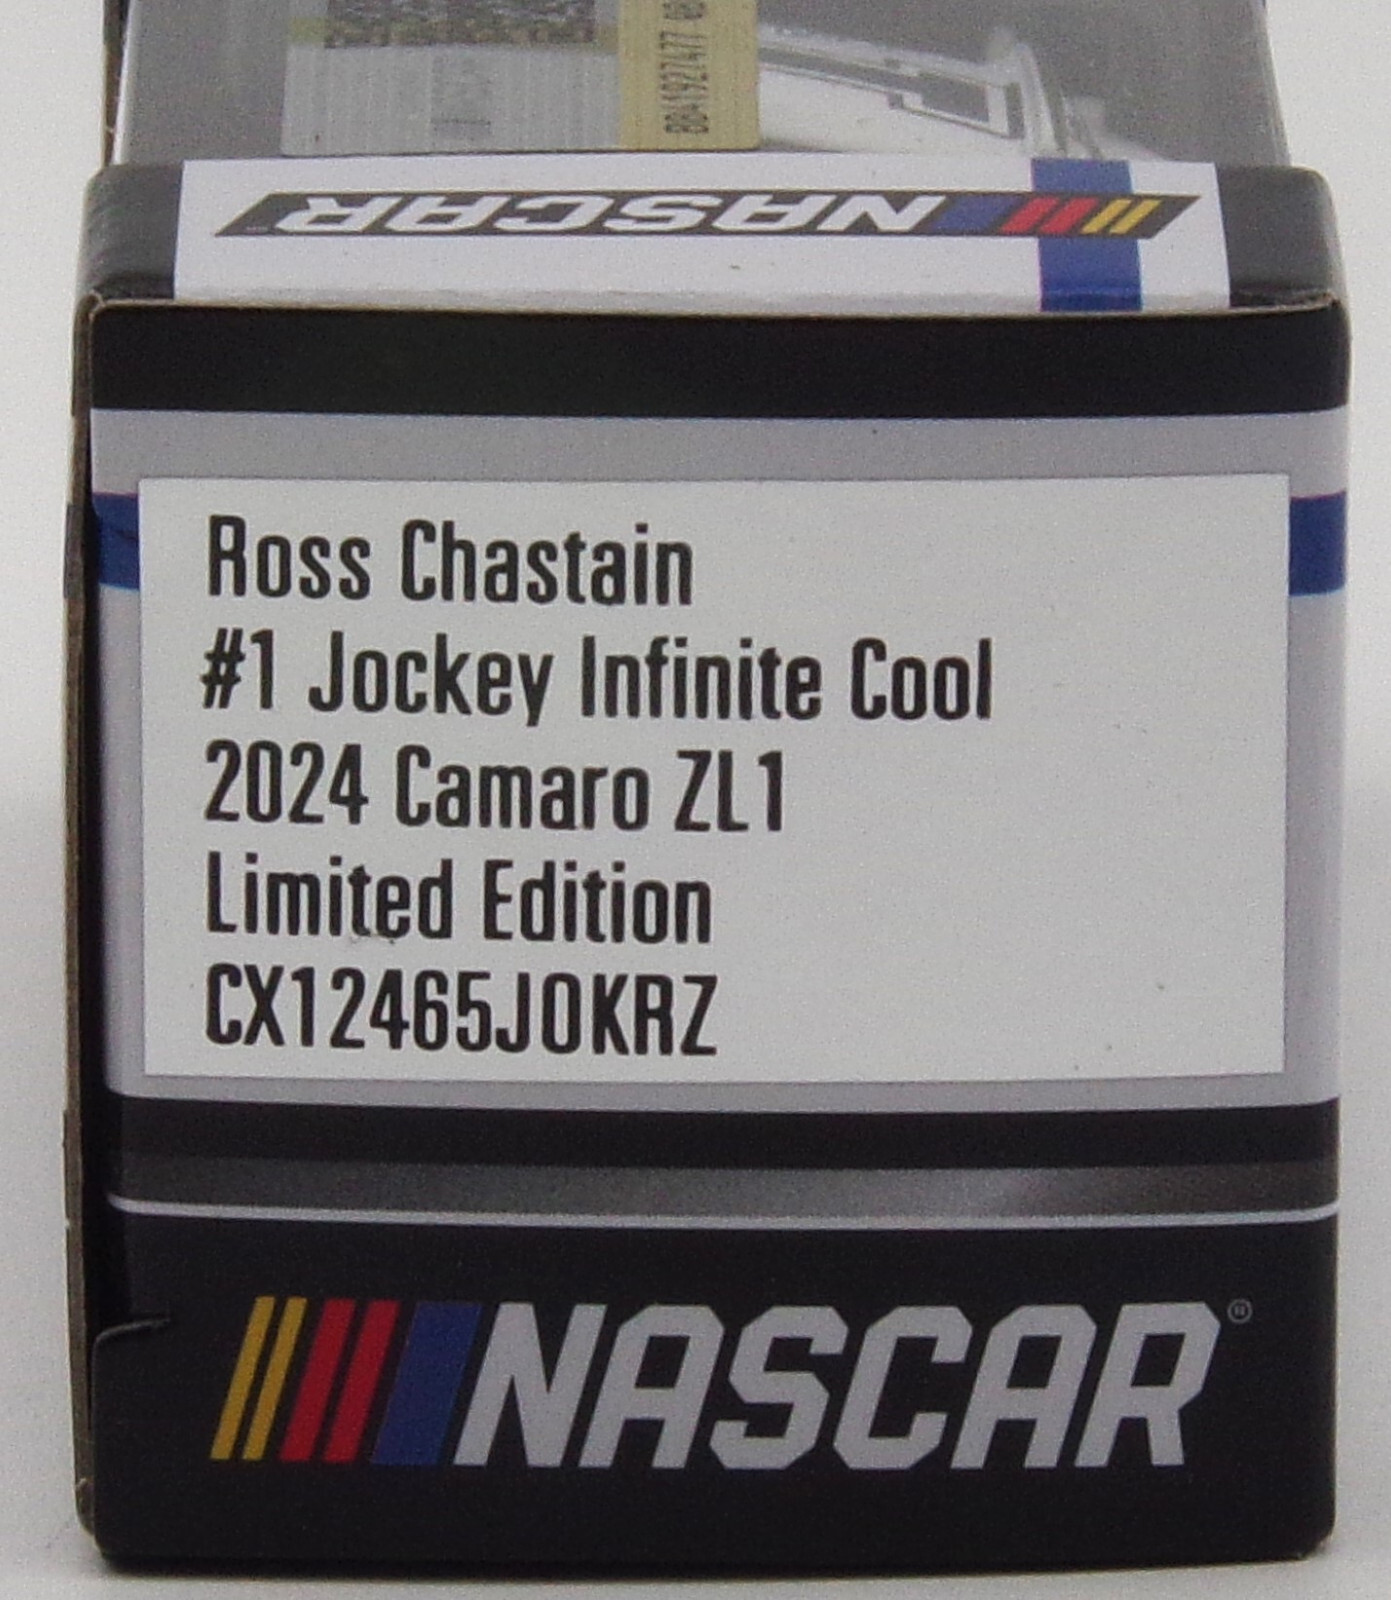 NASCAR
Ross Chastain
#1 Jockey Infinite Cool
2024 Camaro ZL1
Limited Edition
CX12465JOKRZ
NASCAR®